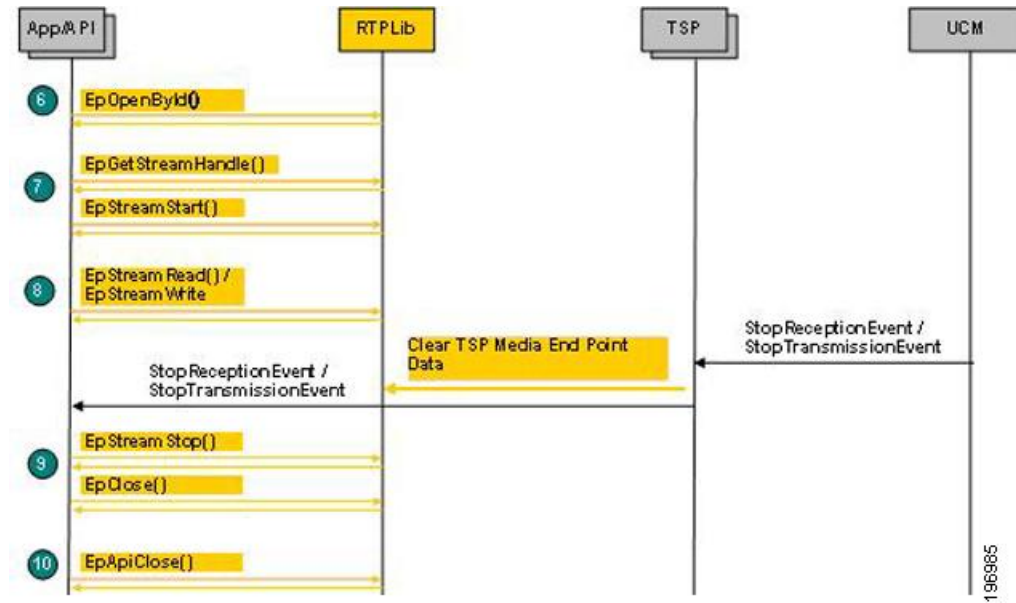 App/API
RTPLib
TSP
UCM
6
EpOpenById()
EpGetStreamHandle()
7
EpStreamStart()
8
EpStreamRead() /
EpStreamWrite
StopReceptionEvent /
StopTransmissionEvent
Clear TSP Media End Point
Data
StopReceptionEvent /
StopTransmissionEvent
EpStreamStop()
9
EpClose()
10
EpApiClose()
196985